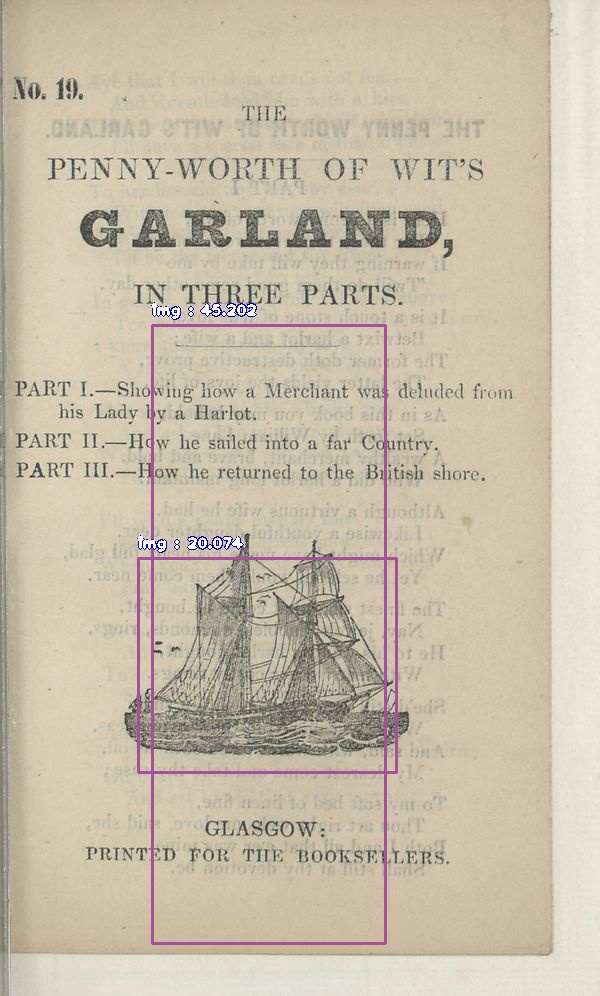 No. 19.
THE
PENNY-WORTH OF WIT'S
GARLAND,
IN THREE PARTS.
img : 45.202
PART I.—Showing how a Merchant was deluded from
his Lady by a Harlot.
PART II.—How he sailed into a far Country.
PART III.—How he returned to the British shore.
img : 20.074
GLASGOW:
PRINTED FOR THE BOOKSELLERS.